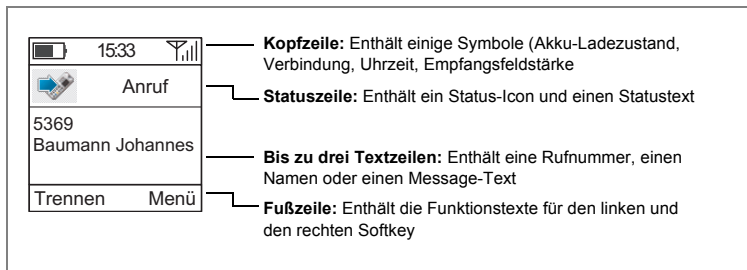 15:33
Anruf
5369
Baumann Johannes
Trennen Menü
Kopfzeile: Enthält einige Symbole (Akku-Ladezustand,
Verbindung, Uhrzeit, Empfangsfeldstärke
Statuszeile: Enthält ein Status-Icon und einen Statustext
Bis zu drei Textzeilen: Enthält eine Rufnummer, einen
Namen oder einen Message-Text
Fußzeile: Enthält die Funktionstexte für den linken und
den rechten Softkey